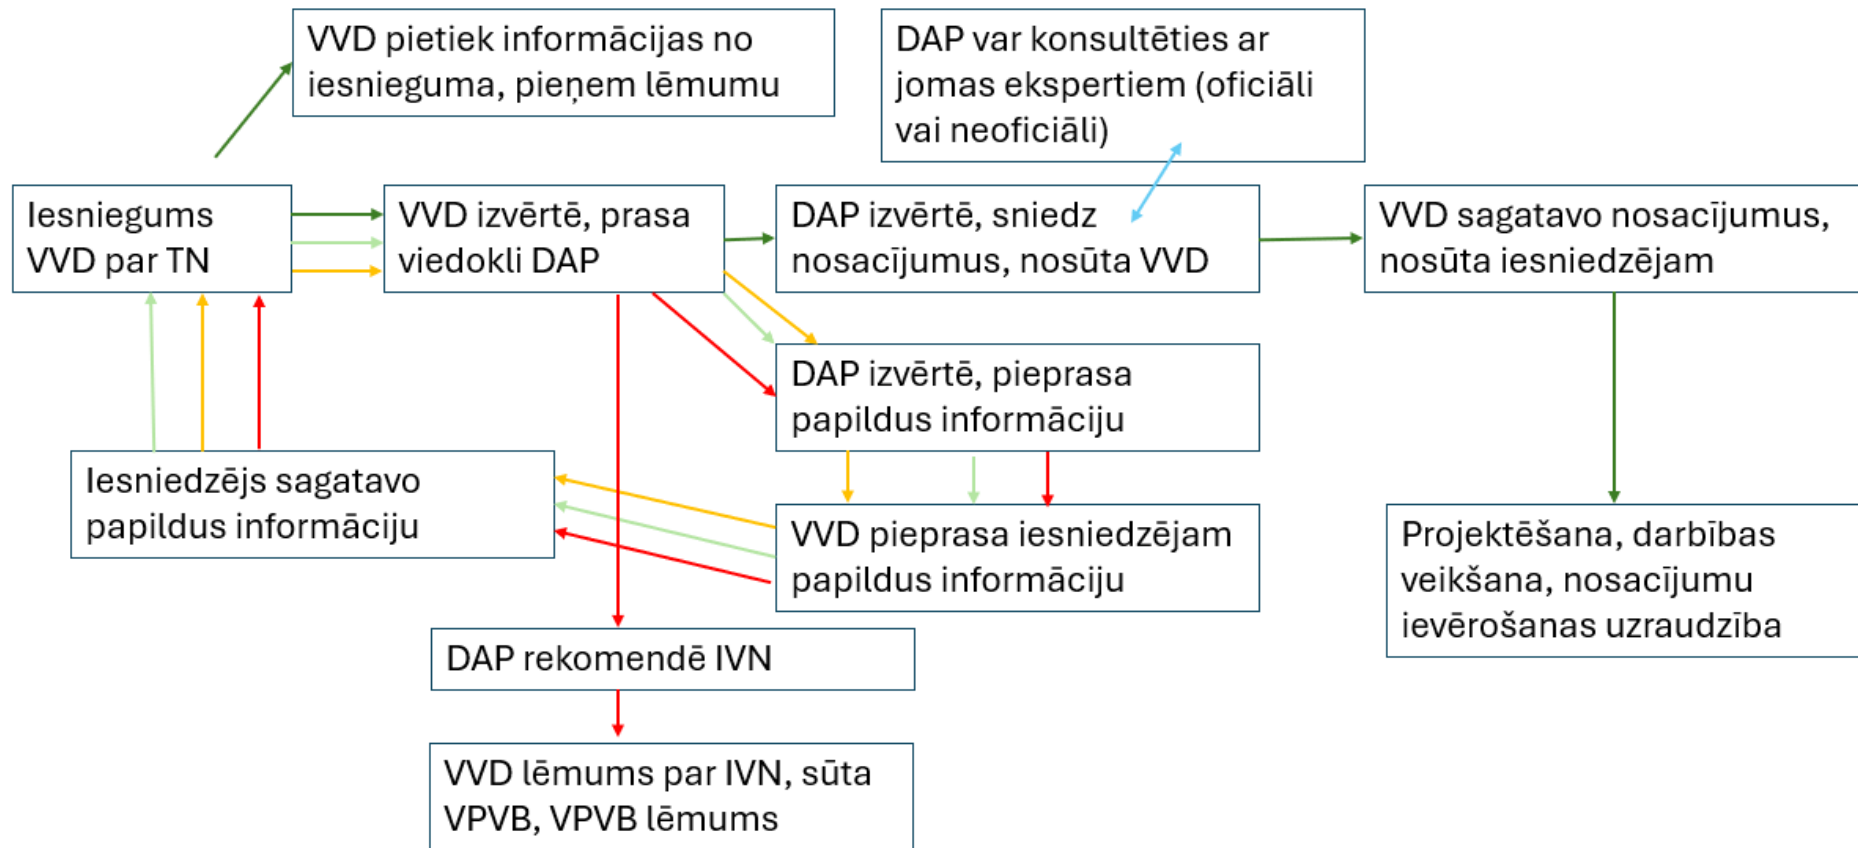 VVD pietiek informācijas no
iesnieguma, pieņem lēmumu
DAP var konsultēties ar
jomas ekspertiem (oficiāli
vai neoficiāli)
Iesniegums
VVD par TN
VVD izvērtē, prasa
viedokli DAP
DAP izvērtē, sniedz
nosacījumus, nosūta VVD
VVD sagatavo nosacījumus,
nosūta iesniedzējam
DAP izvērtē, pieprasa
papildus informāciju
Iesniedzējs sagatavo
papildus informāciju
VVD pieprasa iesniedzējam
papildus informāciju
Projektēšana, darbības
veikšana, nosacījumu
ievērošanas uzraudzība
DAP rekomendē IVN
VVD lēmums par IVN, sūta
VPVB, VPVB lēmums